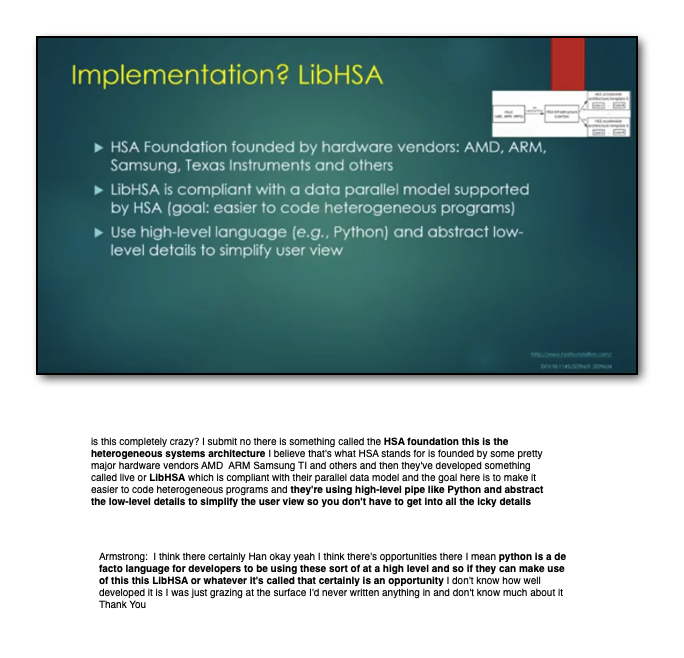 Implementation? LibHSA
HSA Foundation founded by hardware vendors: AMD, ARM,
Samsung, Texas Instruments and others
LibHSA is compliant with a data parallel model supported
by HSA (goal: easier to code heterogeneous programs)
Use high-level language (e.g., Python) and abstract low-
level details to simplify user view
is this completely crazy? I submit no there is something called the HSA foundation this is the
heterogeneous systems architecture I believe that's what HSA stands for is founded by some pretty
major hardware vendors AMD ARM Samsung TI and others and then they've developed something
called live or LibHSA which is compliant with their parallel data model and the goal here is to make it
easier to code heterogeneous programs and they're using high-level pipe like Python and abstract
the low-level details to simplify the user view so you don't have to get into all the icky details
Armstrong: I think there certainly Han okay yeah I think there's opportunities there I mean python is a de
facto language for developers to be using these sort of at a high level and so if they can make use
of this this LibHSA or whatever it's called that certainly is an opportunity I don't know how well
developed it is I was just grazing at the surface I'd never written anything in and don't know much about it
Thank You